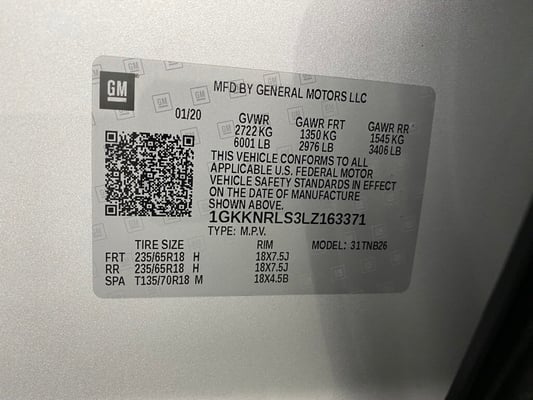 GM
MFD BY GENERAL MOTORS LLC
01/20
GVWR GAWR FRT GAWR RR
2722 KG 1350 KG 1545 KG
6001 LB 2976 LB 3406 LB
THIS VEHICLE CONFORMS TO ALL
APPLICABLE U.S. FEDERAL MOTOR
VEHICLE SAFETY STANDARDS IN EFFECT
ON THE DATE OF MANUFACTURE
SHOWN ABOVE.
1GKKNRLS3LZ163371
TYPE: M.P.V.
TIRE SIZE RIM MODEL: 31TNB26
FRT 235/65R18 H 18X7.5J
RR 235/65R18 H 18X7.5J
SPA T135/70R18 M 18X4.5B